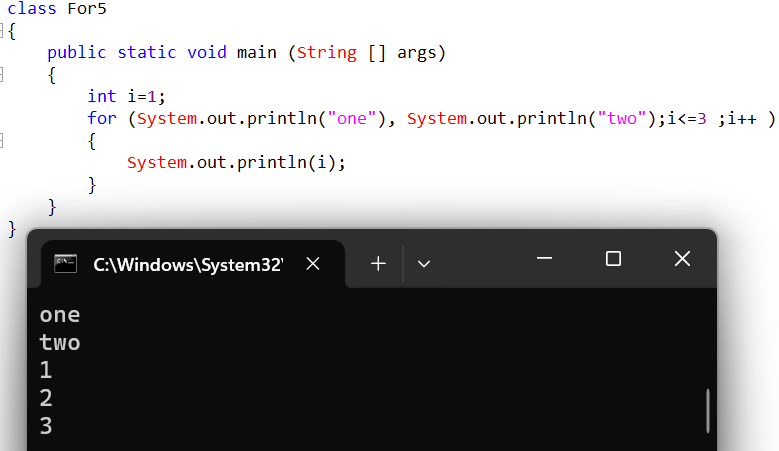 class For5
{
public static void main (String [] args)
{
int i=1;
for (System.out.println("one"), System.out.println("two");i<=3 ;i++ )
{
System.out.println(i);
}
}
}
C:\Windows\System32\
one
two
1
2
3